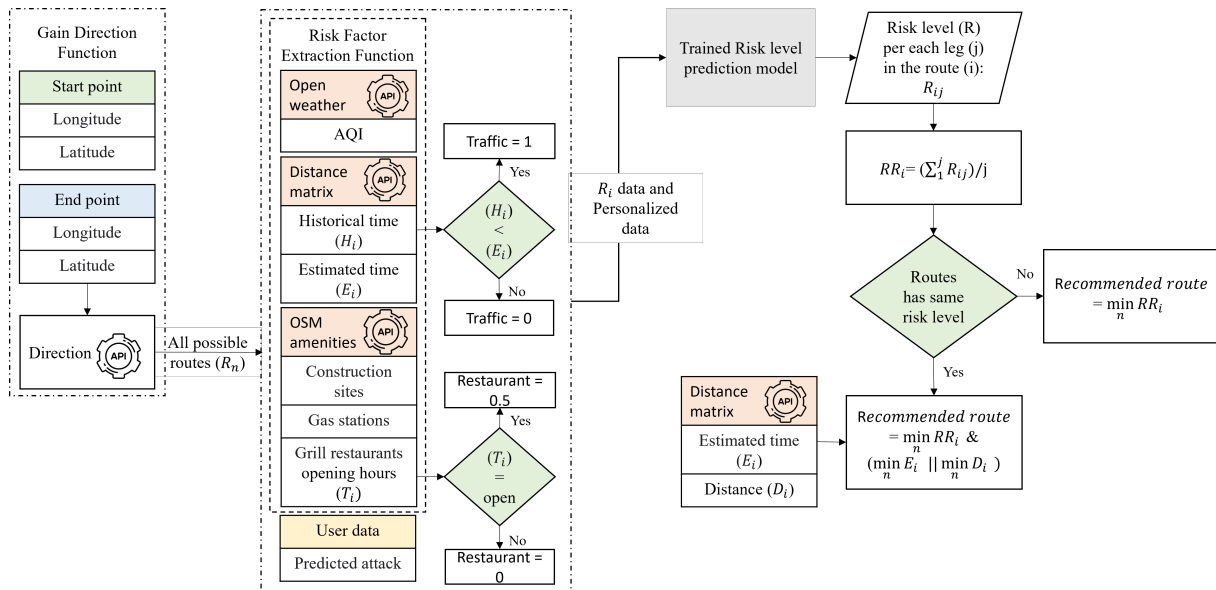 Gain Direction
Function
Start point
Longitude
Latitude
End point
Longitude
Latitude
Direction
API
All possible
routes (𝑅𝑛)
Risk Factor
Extraction Function
Open
weather
API
AQI
Distance
matrix
API
Historical time
(𝐻𝑖)
Estimated time
(𝐸𝑖)
OSM
amenities
API
Construction
sites
Gas stations
Grill restaurants
opening hours
(𝑇𝑖)
User data
Predicted attack
Traffic = 1
Yes
(𝐻𝑖)
<
(𝐸𝑖)
No
Traffic = 0
Restaurant =
0.5
Yes
(𝑇𝑖)
=
open
No
Restaurant =
0
𝑅𝑖 data and
Personalized
data
Trained Risk level
prediction model
Risk level (R)
per each leg (j)
in the route (i):
𝑅𝑖𝑗
𝑅𝑅𝑖= (∑₁ʲ 𝑅𝑖𝑗)/j
Routes
has same
risk level
No
R𝑒𝑐𝑜𝑚𝑚𝑒𝑛𝑑𝑒𝑑 𝑟𝑜𝑢𝑡𝑒
= min 𝑅𝑅𝑖
𝑛
Yes
Distance
matrix
API
Estimated time
(𝐸𝑖)
Distance (𝐷𝑖)
R𝑒𝑐𝑜𝑚𝑚𝑒𝑛𝑑𝑒𝑑 𝑟𝑜𝑢𝑡𝑒
= min 𝑅𝑅𝑖 &
𝑛
(min 𝐸𝑖 ||min 𝐷𝑖 )
𝑛 𝑛